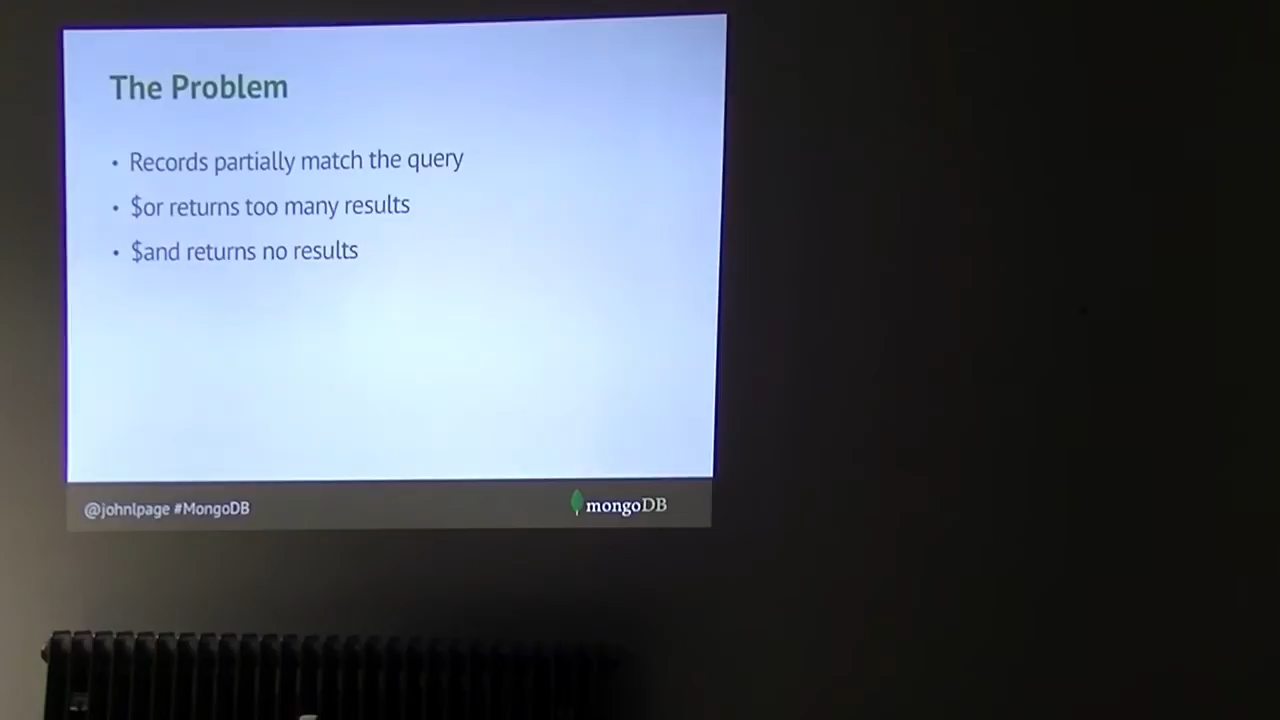 The Problem
• Records partially match the query
• $or returns too many results
• $and returns no results
@johnlpage #MongoDB
mongoDB